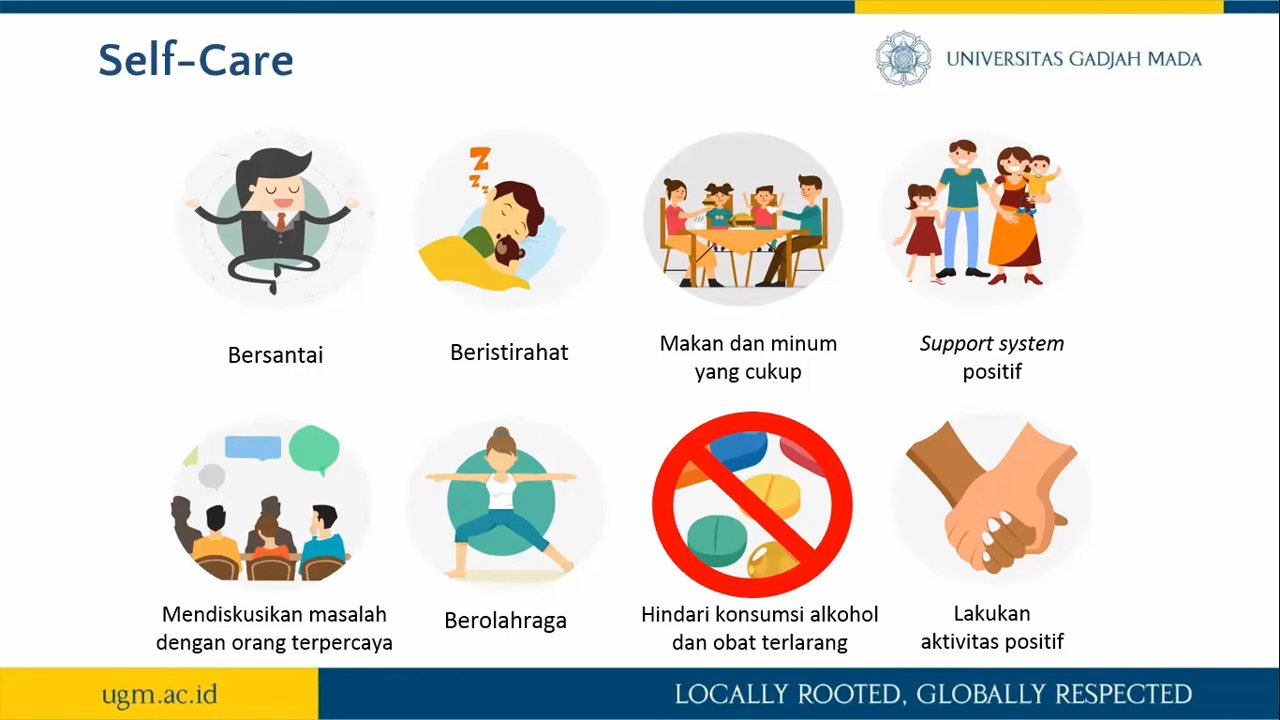 Self-Care
UNIVERSITAS GADJAH MADA
Z
Z
Z
Bersantai
Beristirahat
Makan dan minum
yang cukup
Support system
positif
Mendiskusikan masalah
dengan orang terpercaya
Berolahraga
Hindari konsumsi alkohol
dan obat terlarang
Lakukan
aktivitas positif
ugm.ac.id
LOCALLY ROOTED, GLOBALLY RESPECTED